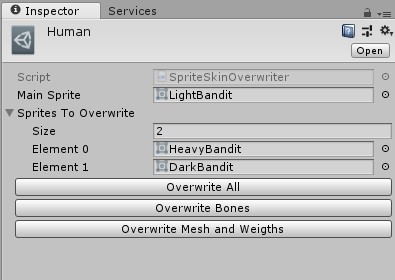 Inspector Services
Human
Open
Script SpriteSkinOverwriter
Main Sprite LightBandit
Sprites To Overwrite
Size 2
Element 0 HeavyBandit
Element 1 DarkBandit
Overwrite All
Overwrite Bones
Overwrite Mesh and Weigths